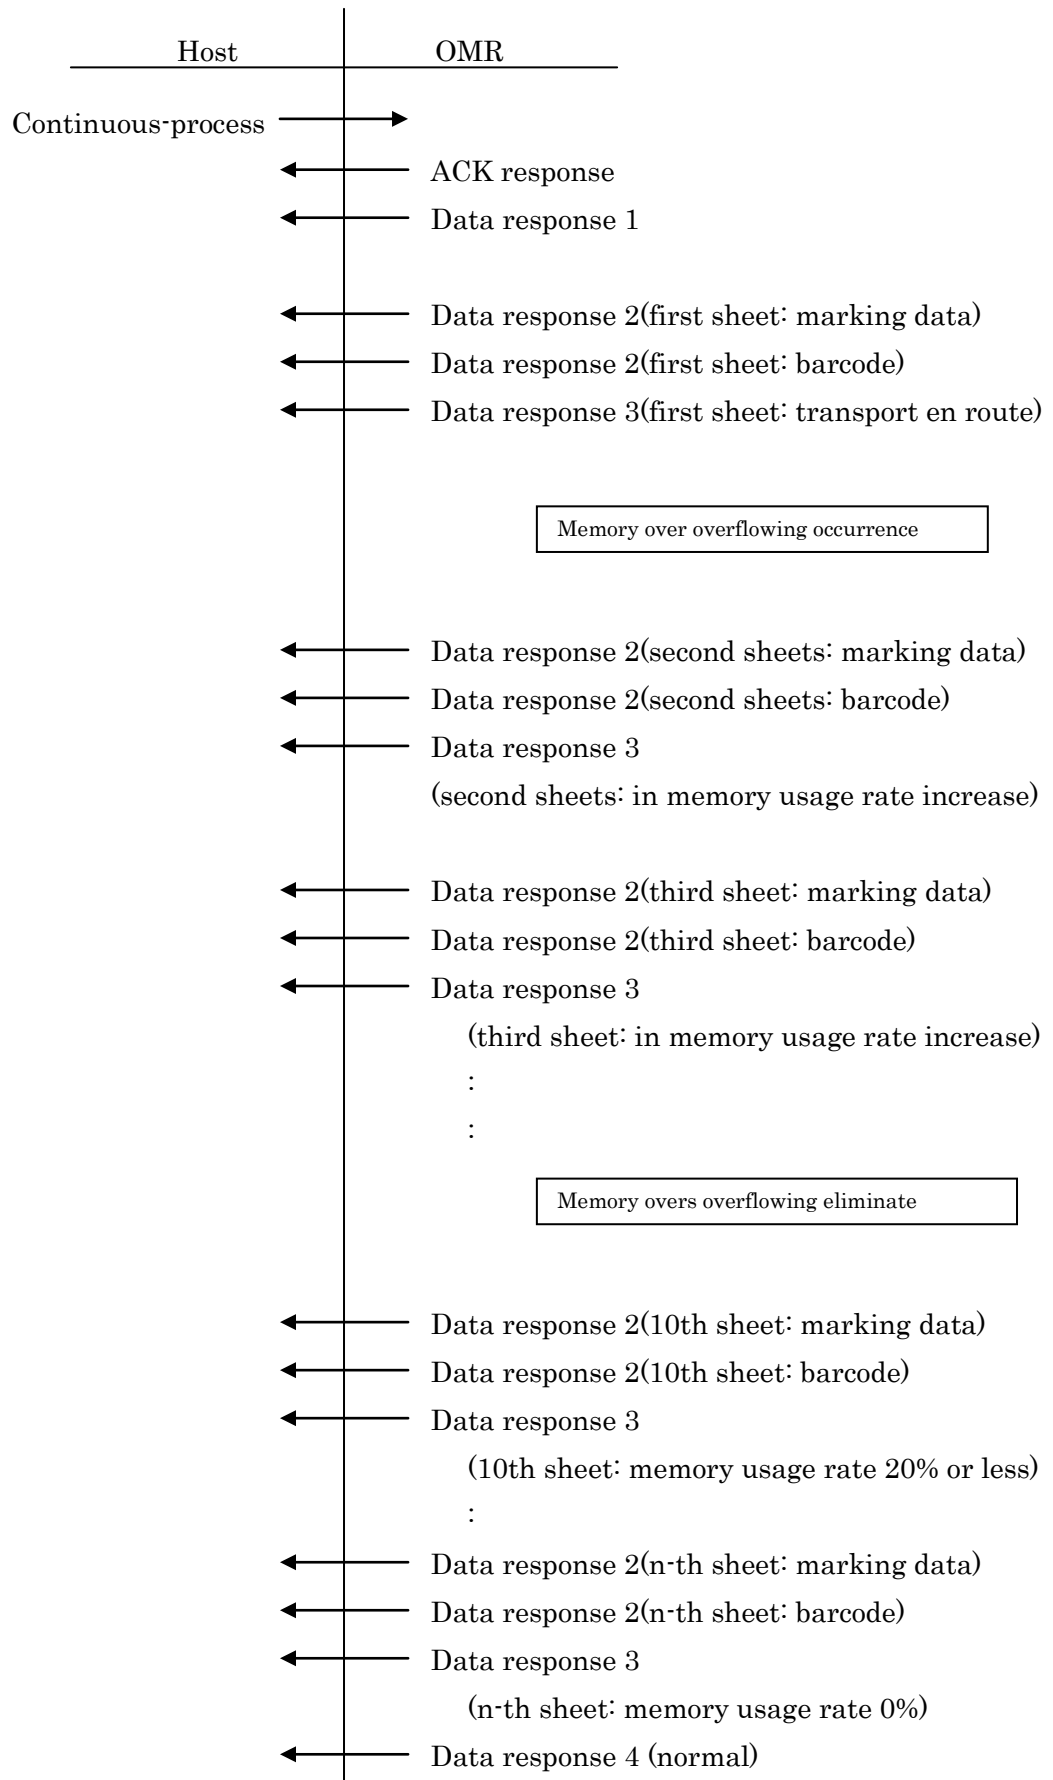 Host OMR
Continuous-process
ACK response
Data response 1
Data response 2(first sheet: marking data)
Data response 2(first sheet: barcode)
Data response 3(first sheet: transport en route)
Memory over overflowing occurrence
Data response 2(second sheets: marking data)
Data response 2(second sheets: barcode)
Data response 3
(second sheets: in memory usage rate increase)
Data response 2(third sheet: marking data)
Data response 2(third sheet: barcode)
Data response 3
(third sheet: in memory usage rate increase)
:
:
Memory overs overflowing eliminate
Data response 2(10th sheet: marking data)
Data response 2(10th sheet: barcode)
Data response 3
(10th sheet: memory usage rate 20% or less)
:
Data response 2(n-th sheet: marking data)
Data response 2(n-th sheet: barcode)
Data response 3
(n-th sheet: memory usage rate 0%)
Data response 4 (normal)